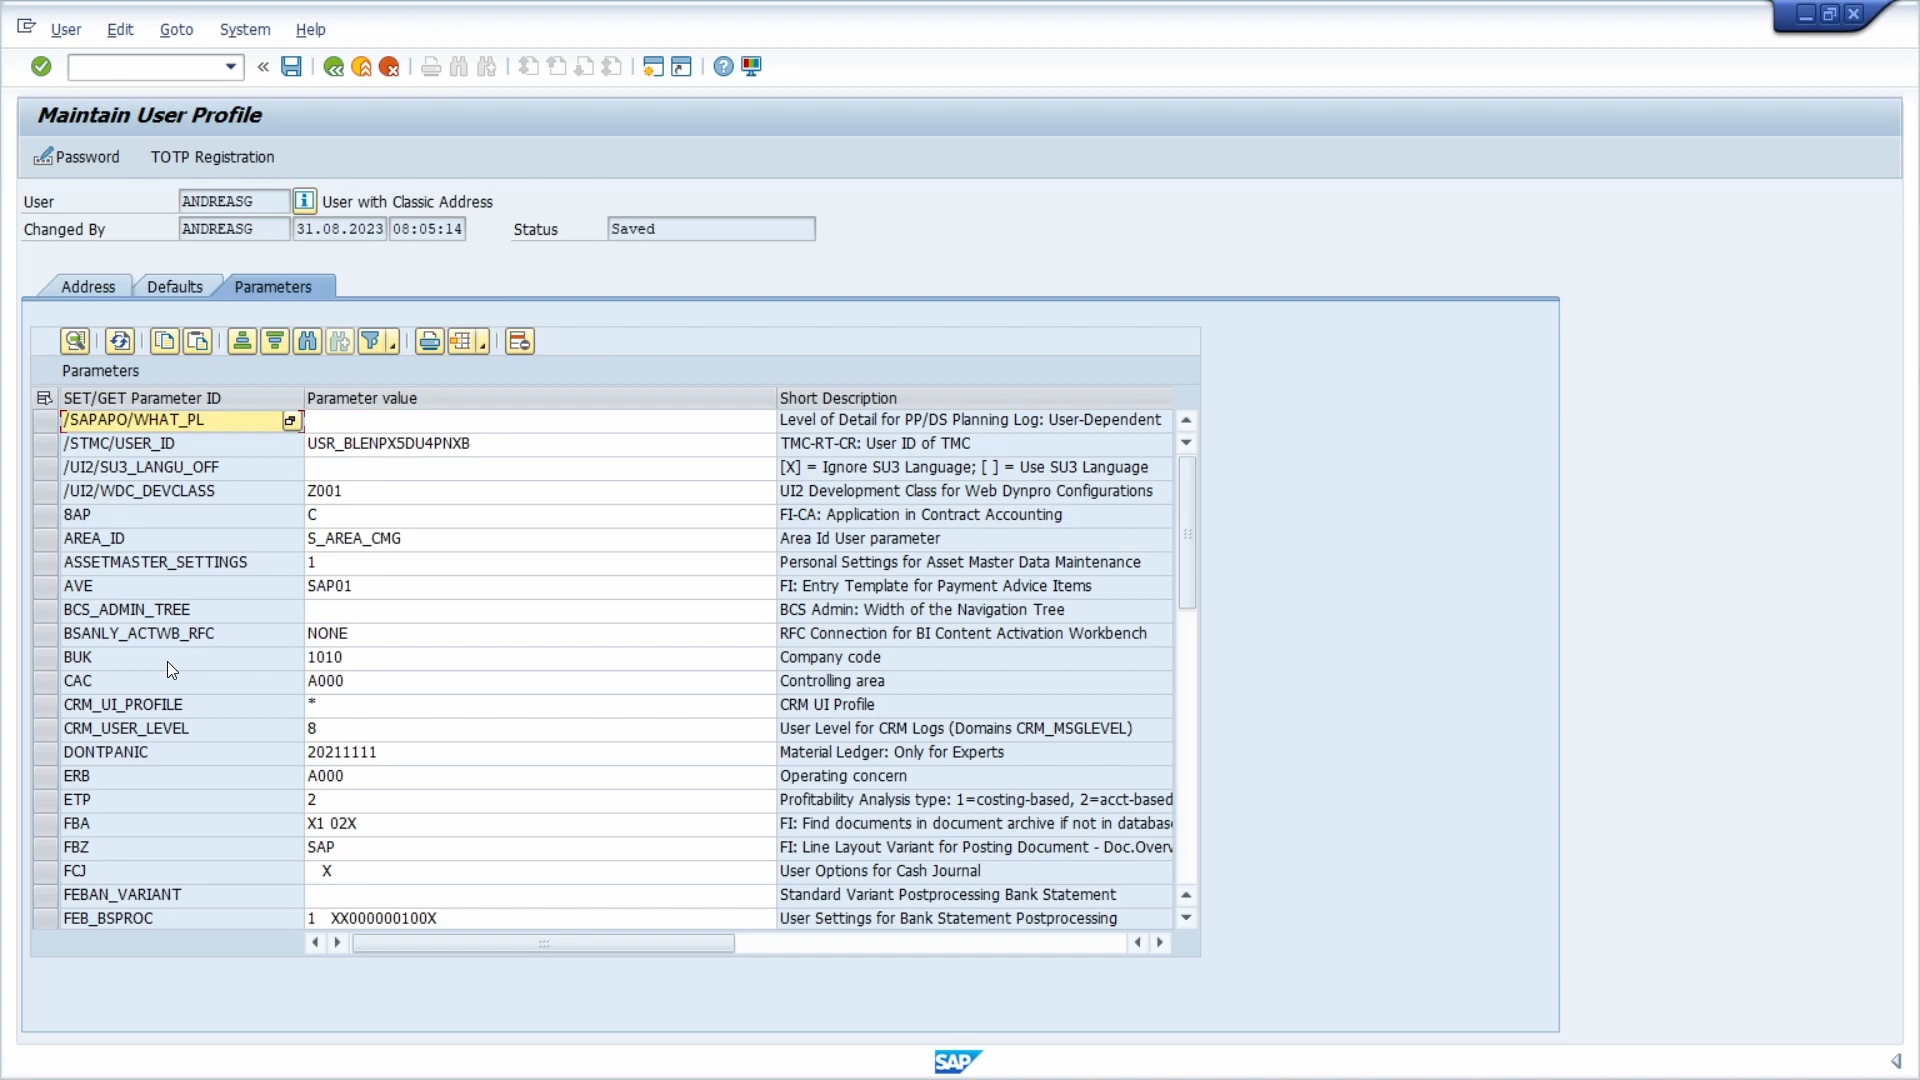 User Edit Goto System Help
Maintain User Profile
Password TOTP Registration
User ANDREASG User with Classic Address
Changed By ANDREASG 31.08.2023 08:05:14 Status Saved
Address Defaults Parameters
Parameters
SET/GET Parameter ID Parameter value Short Description
/SAPAPO/WHAT_PL Level of Detail for PP/DS Planning Log: User-Dependent
/STMC/USER_ID USR_BLENPX5DU4PNXB TMC-RT-CR: User ID of TMC
/UI2/SU3_LANGU_OFF [X] = Ignore SU3 Language; [ ] = Use SU3 Language
/UI2/WDC_DEVCLASS Z001 UI2 Development Class for Web Dynpro Configurations
8AP C FI-CA: Application in Contract Accounting
AREA_ID S_AREA_CMG Area Id User parameter
ASSETMASTER_SETTINGS 1 Personal Settings for Asset Master Data Maintenance
AVE SAP01 FI: Entry Template for Payment Advice Items
BCS_ADMIN_TREE BCS Admin: Width of the Navigation Tree
BSANLY_ACTWB_RFC NONE RFC Connection for BI Content Activation Workbench
BUK 1010 Company code
CAC A000 Controlling area
CRM_UI_PROFILE * CRM UI Profile
CRM_USER_LEVEL 8 User Level for CRM Logs (Domains CRM_MSGLEVEL)
DONTPANIC 20211111 Material Ledger: Only for Experts
ERB A000 Operating concern
ETP 2 Profitability Analysis type: 1=costing-based, 2=acct-based
FBA X1 02X FI: Find documents in document archive if not in databas
FBZ SAP FI: Line Layout Variant for Posting Document - Doc.Overv
FCJ X User Options for Cash Journal
FEBAN_VARIANT Standard Variant Postprocessing Bank Statement
FEB_BSPROC 1 XX000000100X User Settings for Bank Statement Postprocessing
SAP